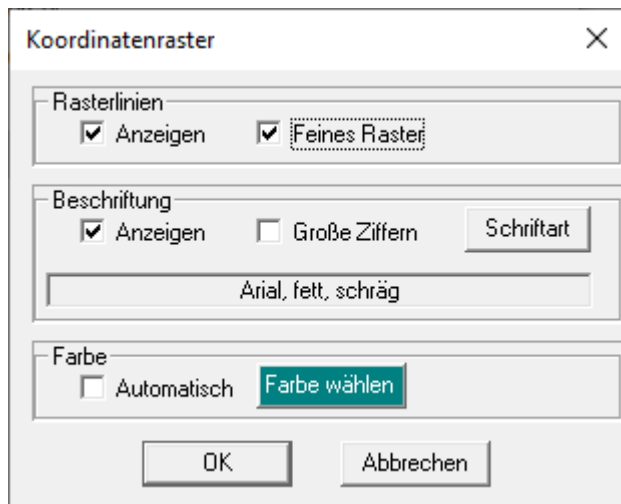 Koordinatenraster
Rasterlinien
Anzeigen Feines Raster
Beschriftung
Anzeigen Große Ziffern Schriftart
Arial, fett, schräg
Farbe
Automatisch Farbe wählen
OK Abbrechen